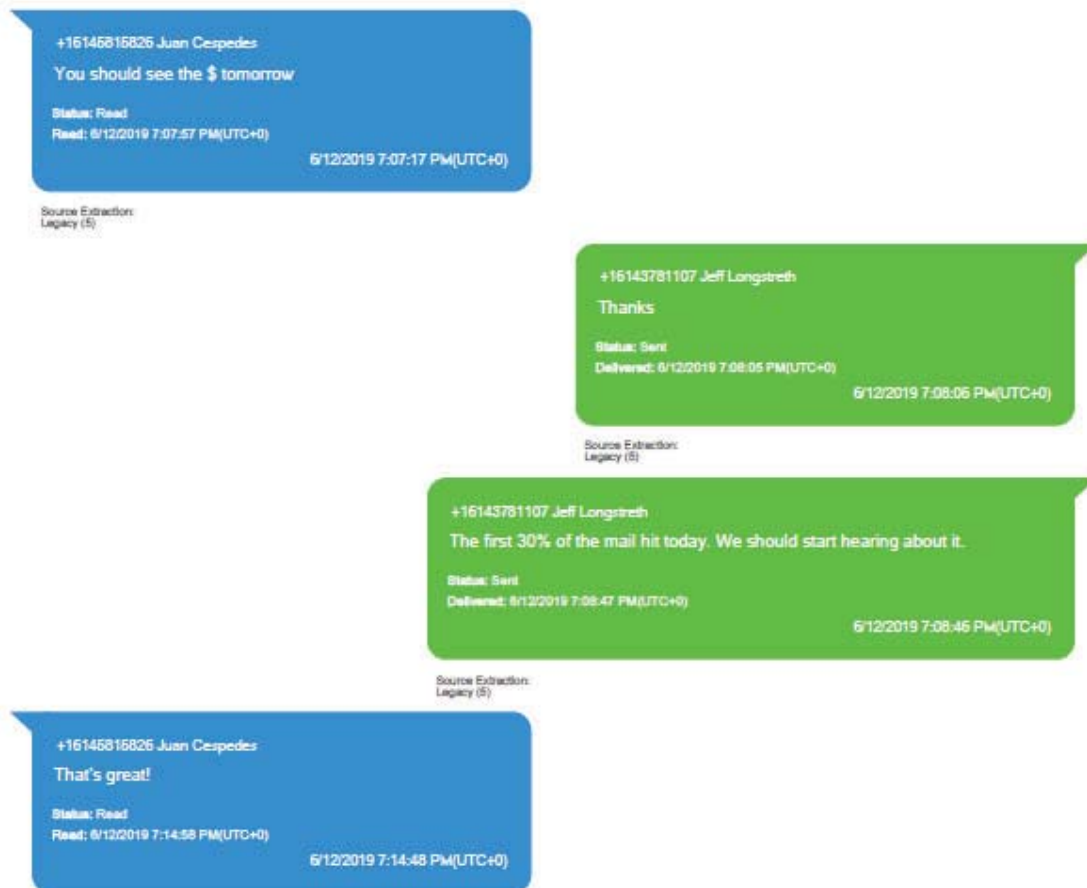 +16145815826 Juan Cespedes
You should see the $ tomorrow
Status: Read
Read: 6/12/2019 7:07:57 PM(UTC+0)
6/12/2019 7:07:17 PM(UTC+0)
Source Extraction:
Legacy (5)
+16143781107 Jeff Longstreth
Thanks
Status: Sent
Delivered: 6/12/2019 7:08:05 PM(UTC+0)
6/12/2019 7:08:06 PM(UTC+0)
Source Extraction:
Legacy (5)
+16143781107 Jeff Longstreth
The first 30% of the mail hit today. We should start hearing about it.
Status: Sent
Delivered: 6/12/2019 7:08:47 PM(UTC+0)
6/12/2019 7:08:46 PM(UTC+0)
Source Extraction:
Legacy (5)
+16145815826 Juan Cespedes
That's great!
Status: Read
Read: 6/12/2019 7:14:58 PM(UTC+0)
6/12/2019 7:14:48 PM(UTC+0)